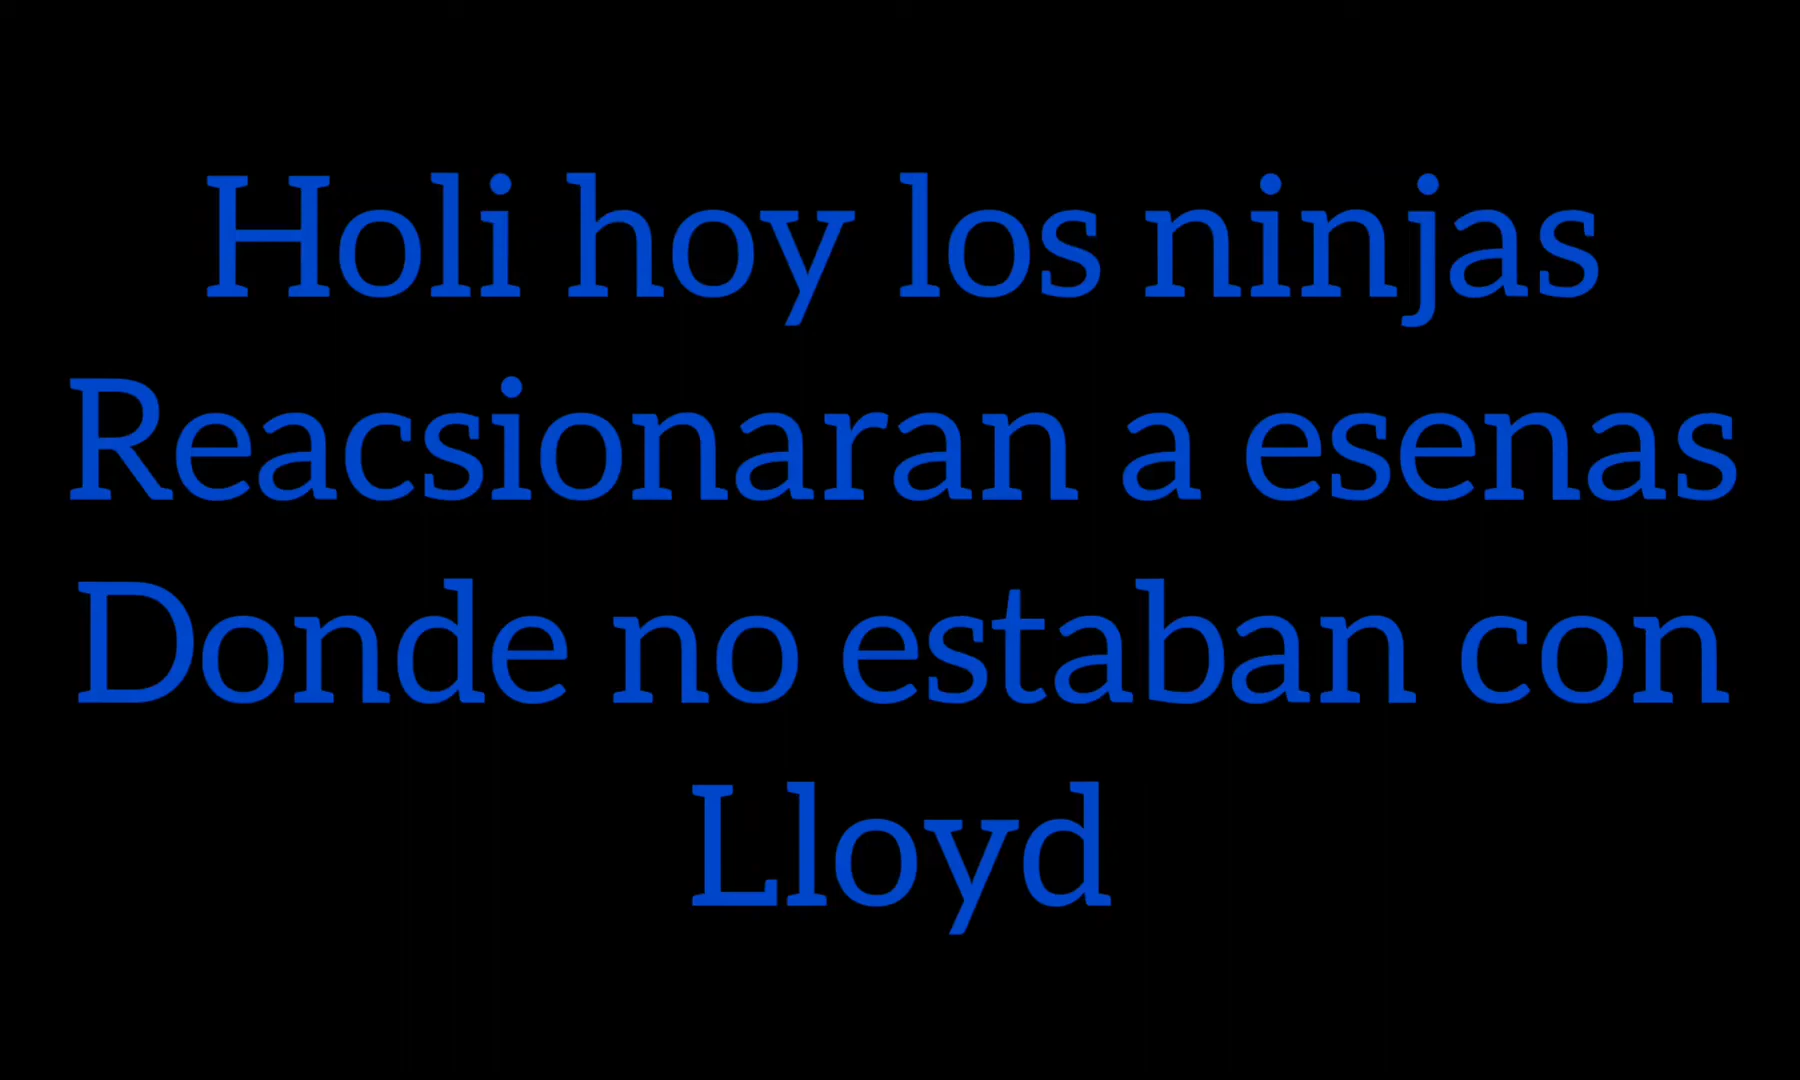 Holi hoy los ninjas
Reacsionaran a esenas
Donde no estaban con
Lloyd